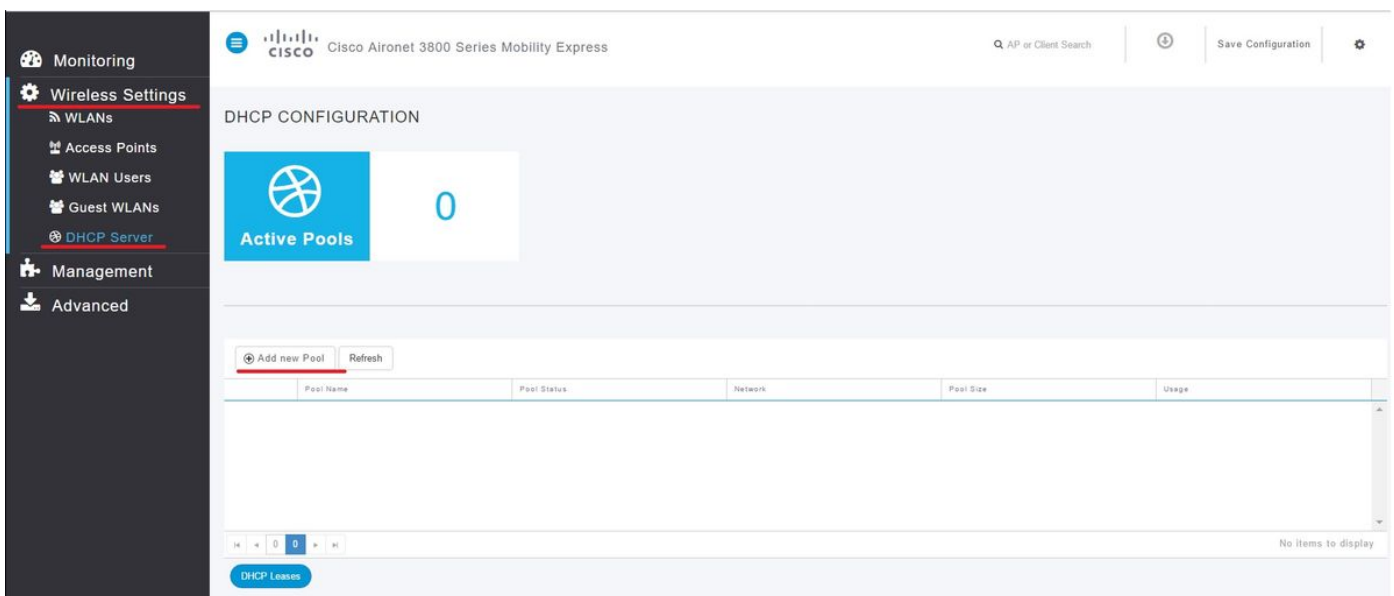 Monitoring
Wireless Settings
WLANs
Access Points
WLAN Users
Guest WLANs
DHCP Server
Management
Advanced
CISCO Cisco Aironet 3800 Series Mobility Express
AP or Client Search
Save Configuration
DHCP CONFIGURATION
Active Pools
0
Add new Pool Refresh
Pool Name Pool Status Network Pool Size Usage
0 0
No items to display
DHCP Leases